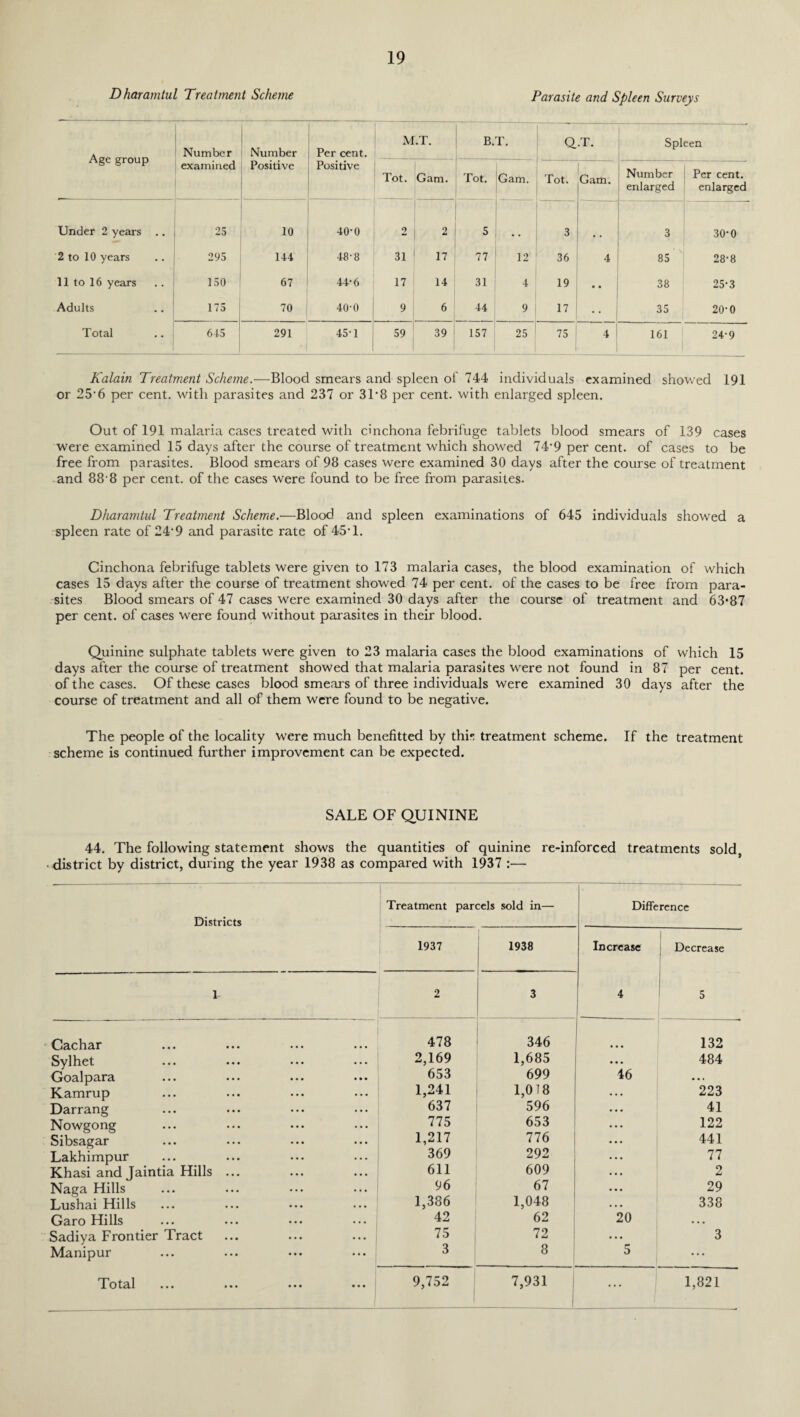 19
Dharamtul Treatment Scheme Parasite and Spleen Surveys
Age group | Number examined | Number Positive | Per cent. Positive | M.T. | B.T. | Q.T. | Spleen
Tot. | Gam. | Tot. | Gam. | Tot. | Gam. | Number enlarged | Per cent. enlarged
Under 2 years .. | 25 | 10 | 40·0 | 2 | 2 | 5 | .. | 3 | .. | 3 | 30·0
2 to 10 years .. | 295 | 144 | 48·8 | 31 | 17 | 77 | 12 | 36 | 4 | 85 | 28·8
11 to 16 years .. | 150 | 67 | 44·6 | 17 | 14 | 31 | 4 | 19 | .. | 38 | 25·3
Adults .. | 175 | 70 | 40·0 | 9 | 6 | 44 | 9 | 17 | .. | 35 | 20·0
Total .. | 645 | 291 | 45·1 | 59 | 39 | 157 | 25 | 75 | 4 | 161 | 24·9
Kalain Treatment Scheme.—Blood smears and spleen of 744 individuals examined showed 191
or 25·6 per cent. with parasites and 237 or 31·8 per cent. with enlarged spleen.
Out of 191 malaria cases treated with cinchona febrifuge tablets blood smears of 139 cases
were examined 15 days after the course of treatment which showed 74·9 per cent. of cases to be
free from parasites. Blood smears of 98 cases were examined 30 days after the course of treatment
and 88·8 per cent. of the cases were found to be free from parasites.
Dharamtul Treatment Scheme.—Blood and spleen examinations of 645 individuals showed a
spleen rate of 24·9 and parasite rate of 45·1.
Cinchona febrifuge tablets were given to 173 malaria cases, the blood examination of which
cases 15 days after the course of treatment showed 74 per cent. of the cases to be free from para-
sites Blood smears of 47 cases were examined 30 days after the course of treatment and 63·87
per cent. of cases were found without parasites in their blood.
Quinine sulphate tablets were given to 23 malaria cases the blood examinations of which 15
days after the course of treatment showed that malaria parasites were not found in 87 per cent.
of the cases. Of these cases blood smears of three individuals were examined 30 days after the
course of treatment and all of them were found to be negative.
The people of the locality were much benefitted by this treatment scheme. If the treatment
scheme is continued further improvement can be expected.
SALE OF QUININE
44. The following statement shows the quantities of quinine re-inforced treatments sold,
district by district, during the year 1938 as compared with 1937 :—
Districts | Treatment parcels sold in— | Difference
1937 | 1938 | Increase | Decrease
1 | 2 | 3 | 4 | 5
Cachar ... ... ... ... | 478 | 346 | ... | 132
Sylhet ... ... ... ... | 2,169 | 1,685 | ... | 484
Goalpara ... ... ... ... | 653 | 699 | 46 | ...
Kamrup ... ... ... ... | 1,241 | 1,018 | ... | 223
Darrang ... ... ... ... | 637 | 596 | ... | 41
Nowgong ... ... ... ... | 775 | 653 | ... | 122
Sibsagar ... ... ... ... | 1,217 | 776 | ... | 441
Lakhimpur ... ... ... ... | 369 | 292 | ... | 77
Khasi and Jaintia Hills ... ... ... | 611 | 609 | ... | 2
Naga Hills ... ... ... ... | 96 | 67 | ... | 29
Lushai Hills ... ... ... ... | 1,386 | 1,048 | ... | 338
Garo Hills ... ... ... ... | 42 | 62 | 20 | ...
Sadiya Frontier Tract ... ... ... | 75 | 72 | ... | 3
Manipur ... ... ... ... | 3 | 8 | 5 | ...
Total ... ... ... ... | 9,752 | 7,931 | ... | 1,821